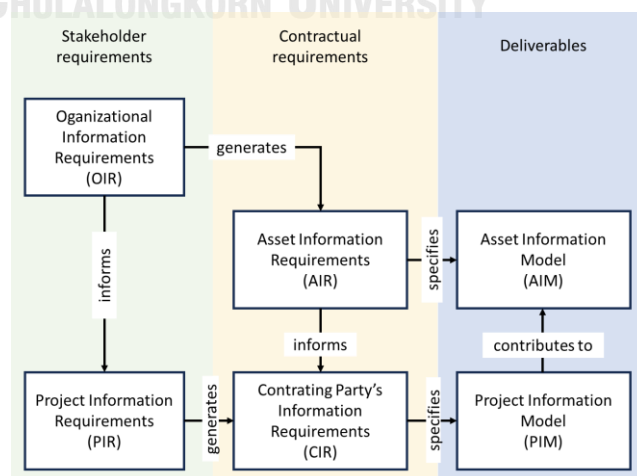 CHULALONGKORN UNIVERSITY
Stakeholder
requirements
Contractual
requirements
Deliverables
Oganizational
Information
Requirements
(OIR)
generates
informs
Asset Information
Requirements
(AIR)
specifies
Asset Information
Model
(AIM)
informs
contributes to
Project Information
Requirements
(PIR)
generates
Contrating Party's
Information
Requirements
(CIR)
specifies
Project Information
Model
(PIM)